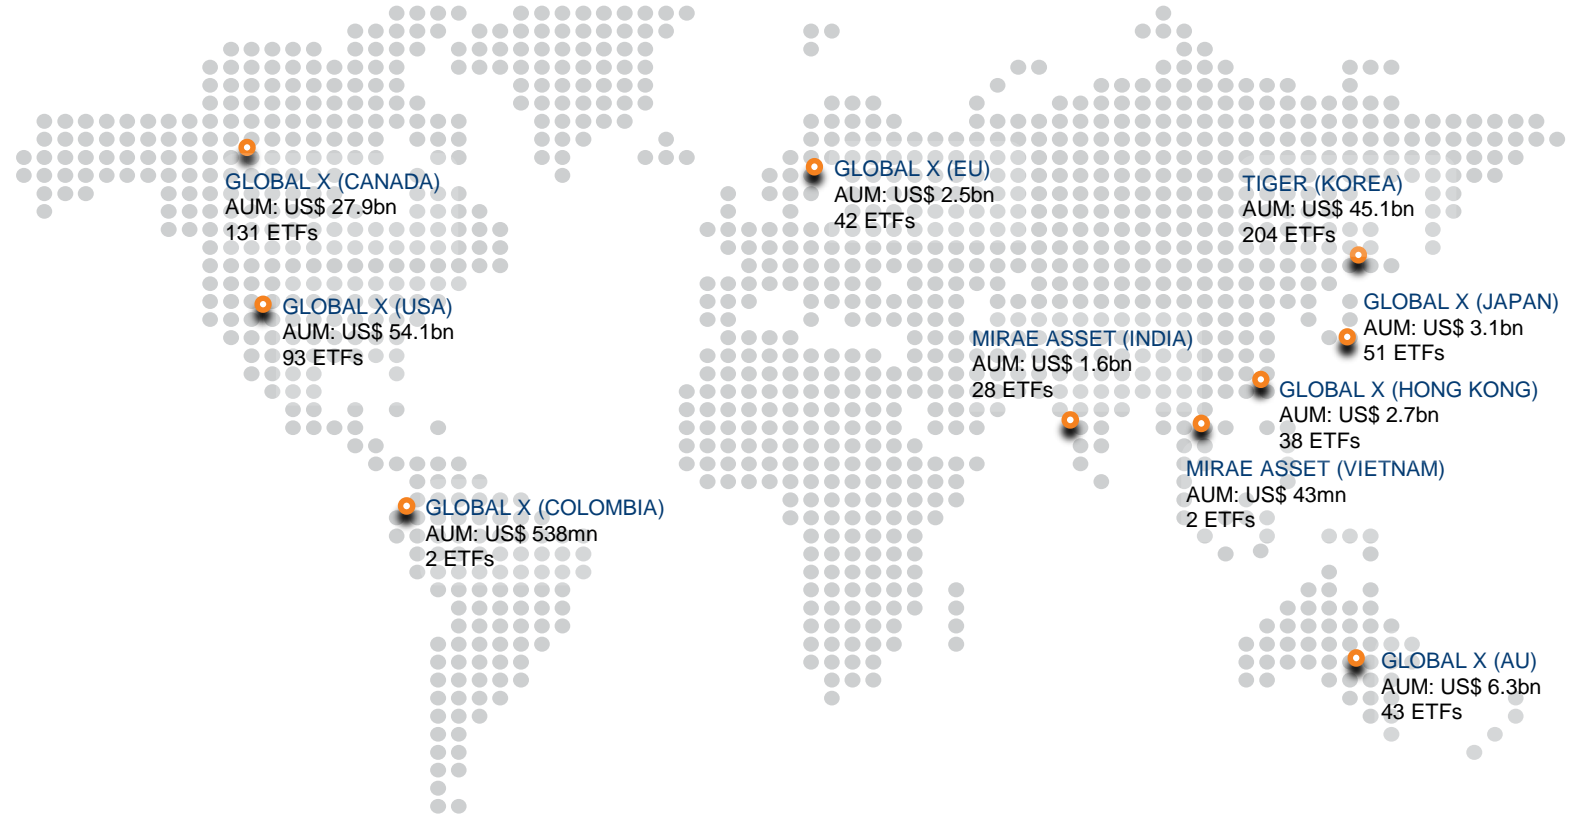 GLOBAL X (CANADA)
AUM: US$ 27.9bn
131 ETFs
GLOBAL X (EU)
AUM: US$ 2.5bn
42 ETFs
TIGER (KOREA)
AUM: US$ 45.1bn
204 ETFs
GLOBAL X (USA)
AUM: US$ 54.1bn
93 ETFs
GLOBAL X (JAPAN)
AUM: US$ 3.1bn
51 ETFs
MIRAE ASSET (INDIA)
AUM: US$ 1.6bn
28 ETFs
GLOBAL X (HONG KONG)
AUM: US$ 2.7bn
38 ETFs
MIRAE ASSET (VIETNAM)
AUM: US$ 43mn
2 ETFs
GLOBAL X (COLOMBIA)
AUM: US$ 538mn
2 ETFs
GLOBAL X (AU)
AUM: US$ 6.3bn
43 ETFs